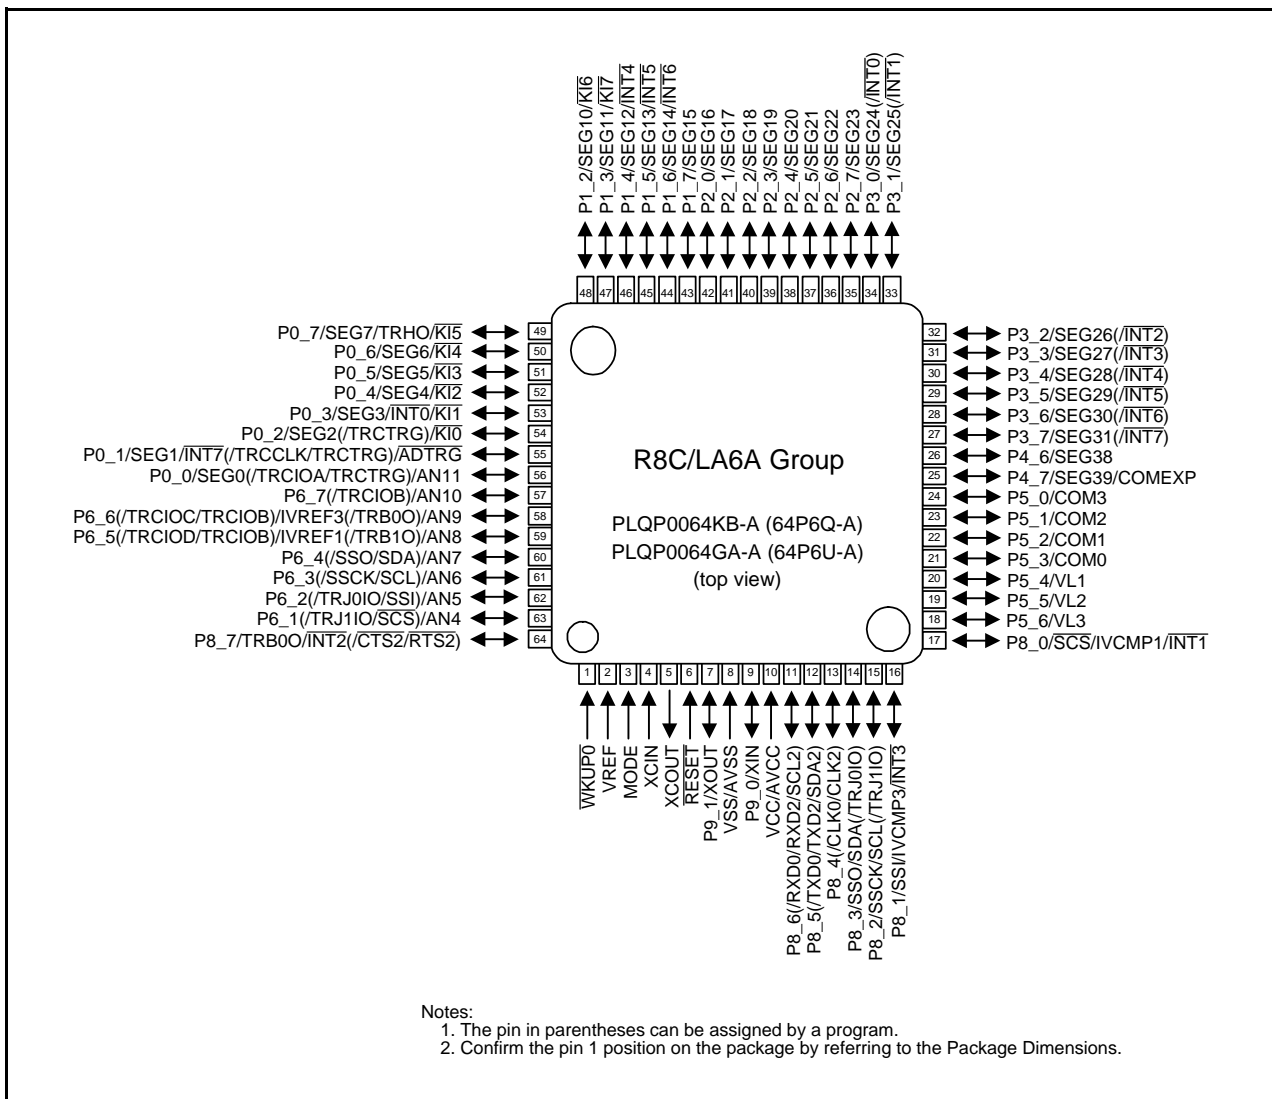 P1_2/SEG10/KI6
P1_3/SEG11/KI7
P1_4/SEG12/INT4
P1_5/SEG13/INT5
P1_6/SEG14/INT6
P1_7/SEG15
P2_0/SEG16
P2_1/SEG17
P2_2/SEG18
P2_3/SEG19
P2_4/SEG20
P2_5/SEG21
P2_6/SEG22
P2_7/SEG23
P3_0/SEG24(/INT0)
P3_1/SEG25(/INT1)
48 47 46 45 44 43 42 41 40 39 38 37 36 35 34 33
P0_7/SEG7/TRHO/KI5 49
P0_6/SEG6/KI4 50
P0_5/SEG5/KI3 51
P0_4/SEG4/KI2 52
P0_3/SEG3/INT0/KI1 53
P0_2/SEG2(/TRCTRG)/KI0 54
P0_1/SEG1/INT7(/TRCCLK/TRCTRG)/ADTRG 55
P0_0/SEG0(/TRCIOA/TRCTRG)/AN11 56
P6_7(/TRCIOB)/AN10 57
P6_6(/TRCIOC/TRCIOB)/IVREF3(/TRB0O)/AN9 58
P6_5(/TRCIOD/TRCIOB)/IVREF1(/TRB1O)/AN8 59
P6_4(/SSO/SDA)/AN7 60
P6_3(/SSCK/SCL)/AN6 61
P6_2(/TRJ0IO/SSI)/AN5 62
P6_1(/TRJ1IO/SCS)/AN4 63
P8_7/TRB0O/INT2(/CTS2/RTS2) 64
R8C/LA6A Group
PLQP0064KB-A (64P6Q-A)
PLQP0064GA-A (64P6U-A)
(top view)
32 P3_2/SEG26(/INT2)
31 P3_3/SEG27(/INT3)
30 P3_4/SEG28(/INT4)
29 P3_5/SEG29(/INT5)
28 P3_6/SEG30(/INT6)
27 P3_7/SEG31(/INT7)
26 P4_6/SEG38
25 P4_7/SEG39/COMEXP
24 P5_0/COM3
23 P5_1/COM2
22 P5_2/COM1
21 P5_3/COM0
20 P5_4/VL1
19 P5_5/VL2
18 P5_6/VL3
17 P8_0/SCS/IVCMP1/INT1
1 2 3 4 5 6 7 8 9 10 11 12 13 14 15 16
WKUP0
VREF
MODE
XCIN
XCOUT
RESET
P9_1/XOUT
VSS/AVSS
P9_0/XIN
VCC/AVCC
P8_6(/RXD0/RXD2/SCL2)
P8_5(/TXD0/TXD2/SDA2)
P8_4(/CLK0/CLK2)
P8_3/SSO/SDA(/TRJ0IO)
P8_2/SSCK/SCL(/TRJ1IO)
P8_1/SSI/IVCMP3/INT3
Notes:
1. The pin in parentheses can be assigned by a program.
2. Confirm the pin 1 position on the package by referring to the Package Dimensions.